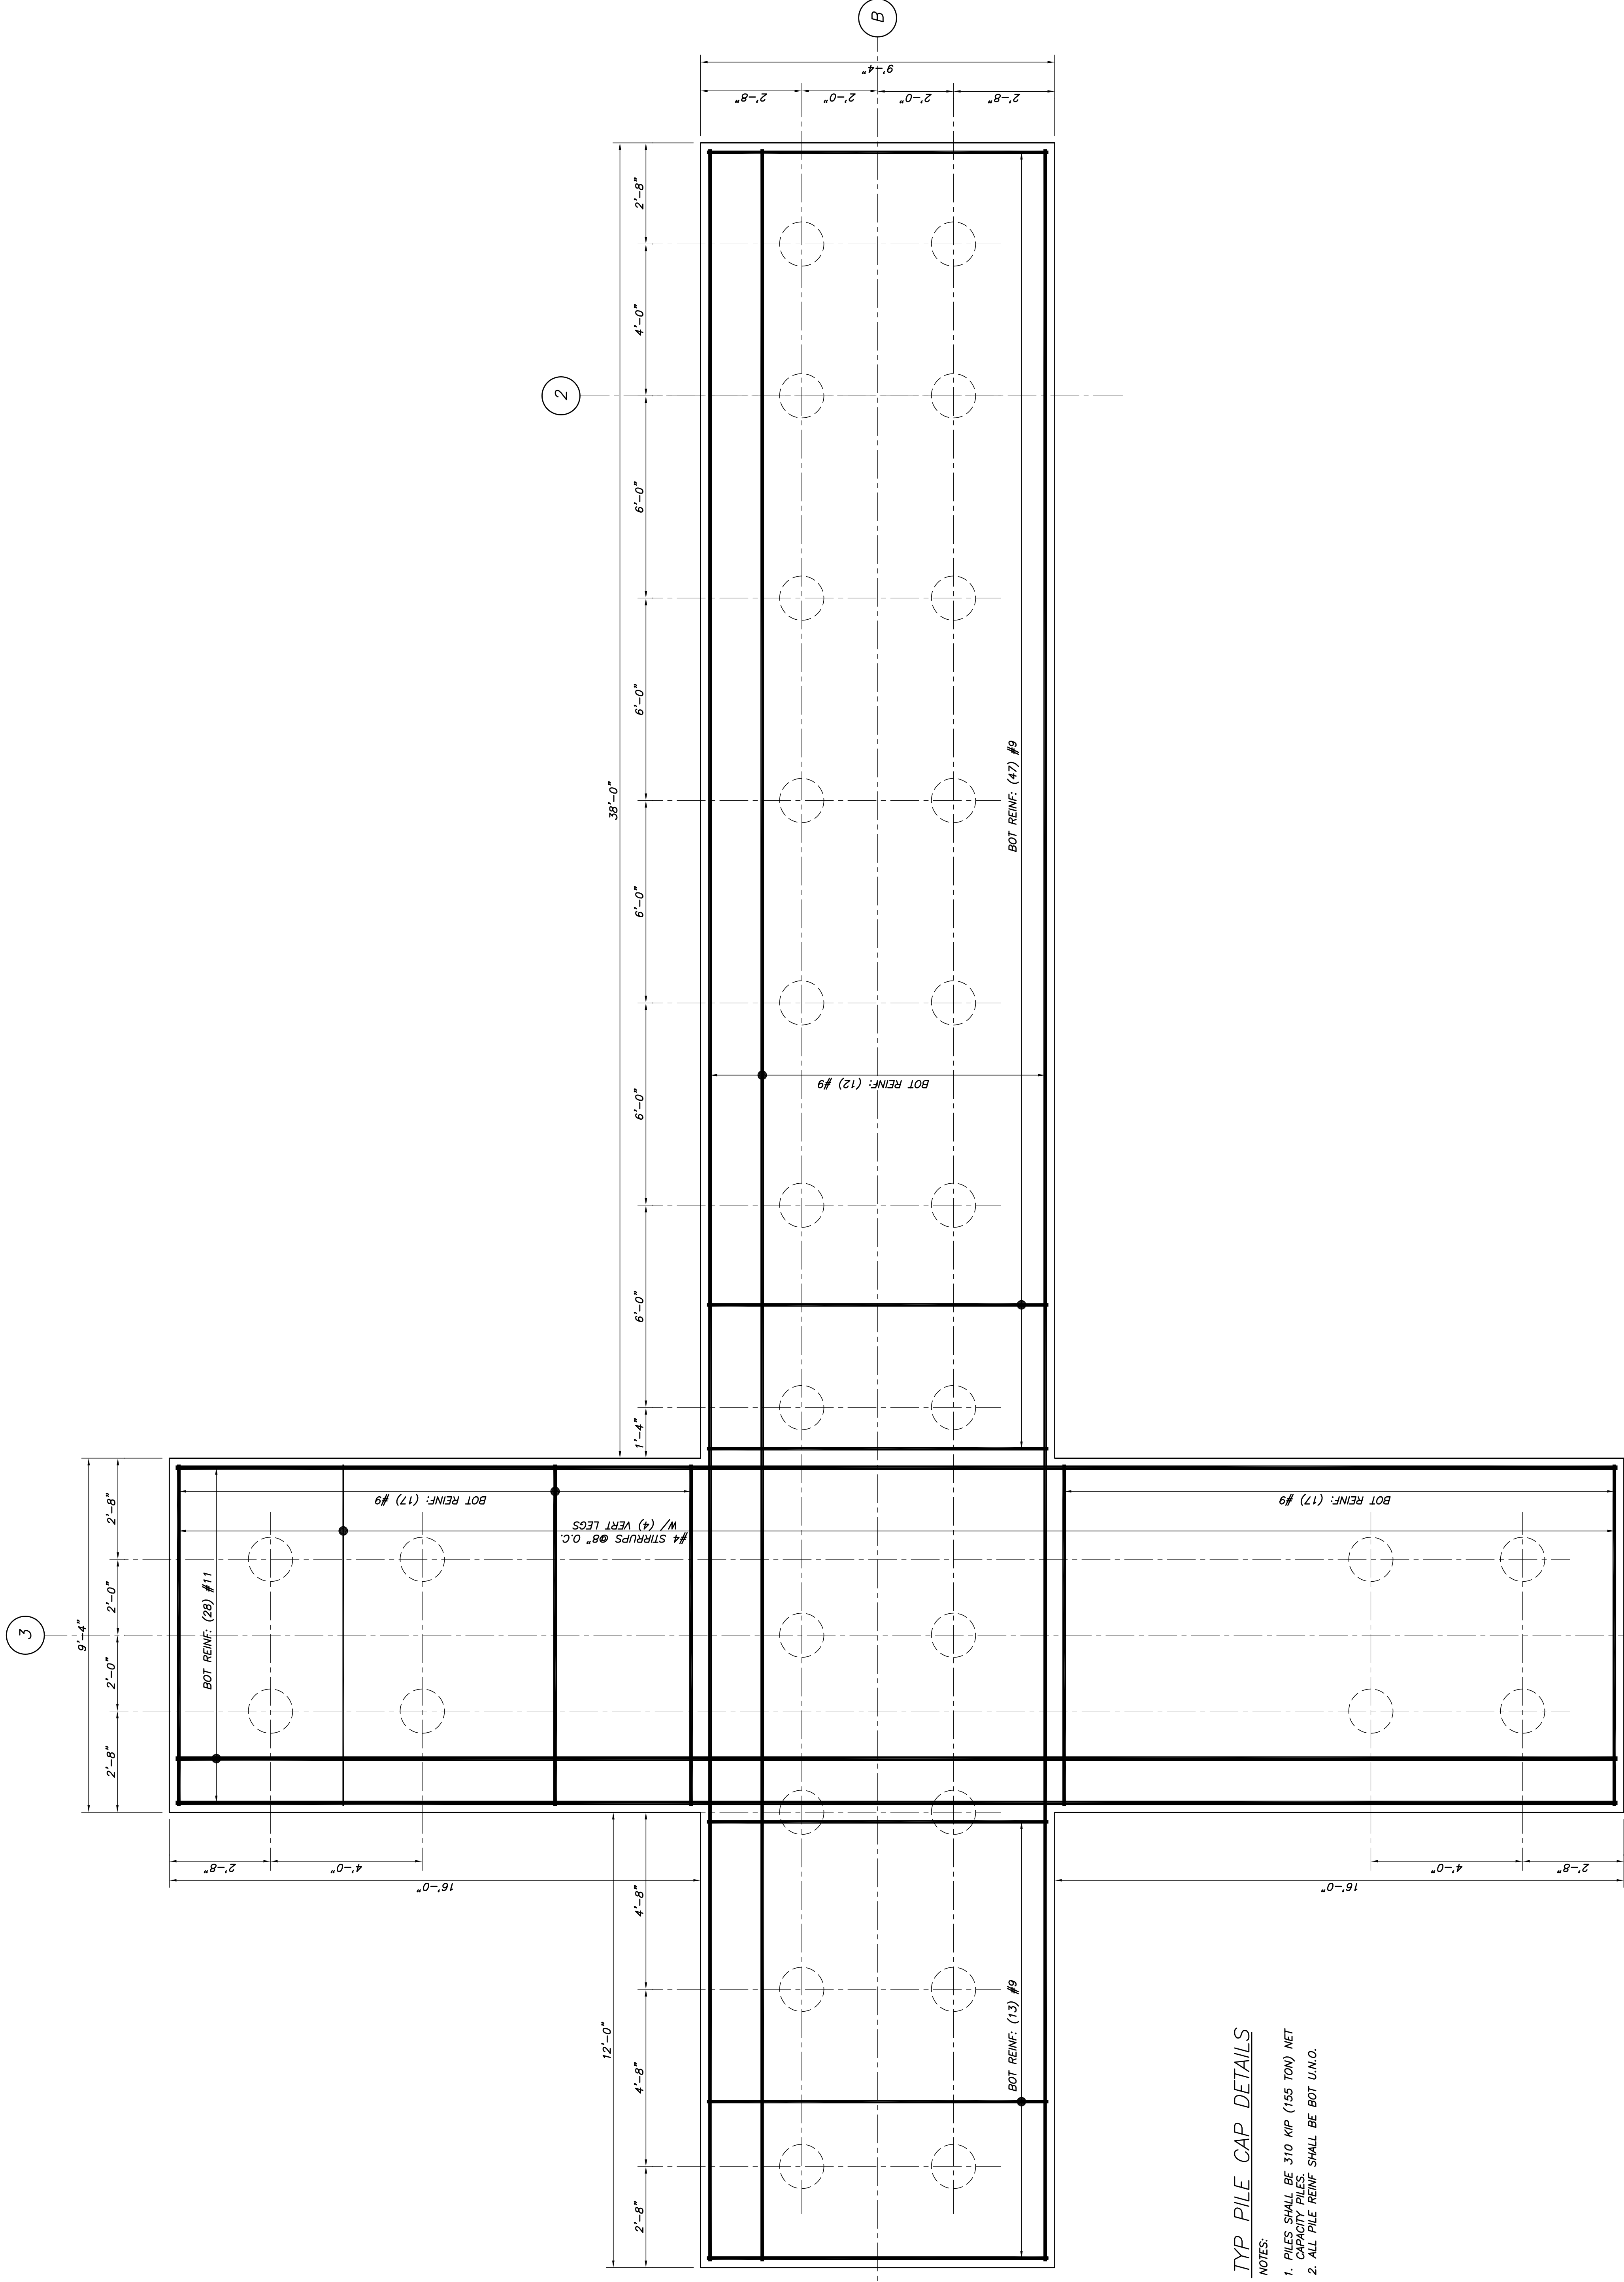 B
9'-4"
2'-8"
2'-0"
2'-0"
2'-8"
2
38'-0"
2'-8"
4'-0"
6'-0"
6'-0"
6'-0"
6'-0"
6'-0"
1'-4"
BOT REINF: (47) #9
BOT REINF: (12) #9
3
9'-4"
2'-8"
2'-0"
2'-0"
2'-8"
BOT REINF: (28) #11
BOT REINF: (17) #9
#4 STIRRUPS @8" O.C.
W/ (4) VERT LEGS
BOT REINF: (17) #9
2'-8"
4'-0"
16'-0"
4'-0"
2'-8"
16'-0"
12'-0"
4'-8"
4'-8"
2'-8"
BOT REINF: (13) #9
TYP PILE CAP DETAILS
NOTES:
1. PILES SHALL BE 310 KIP (155 TON) NET
CAPACITY PILES.
2. ALL PILE REINF SHALL BE BOT U.N.O.